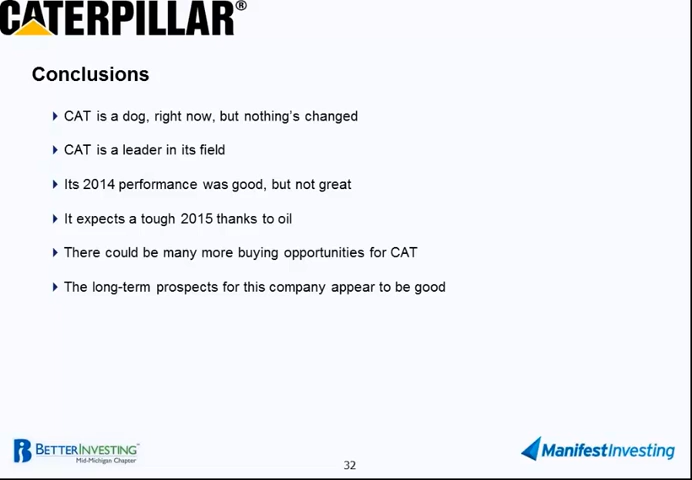 CATERPILLAR®
Conclusions
CAT is a dog, right now, but nothing's changed
CAT is a leader in its field
Its 2014 performance was good, but not great
It expects a tough 2015 thanks to oil
There could be many more buying opportunities for CAT
The long-term prospects for this company appear to be good
BETTERINVESTING™
Mid-Michigan Chapter
32
ManifestInvesting